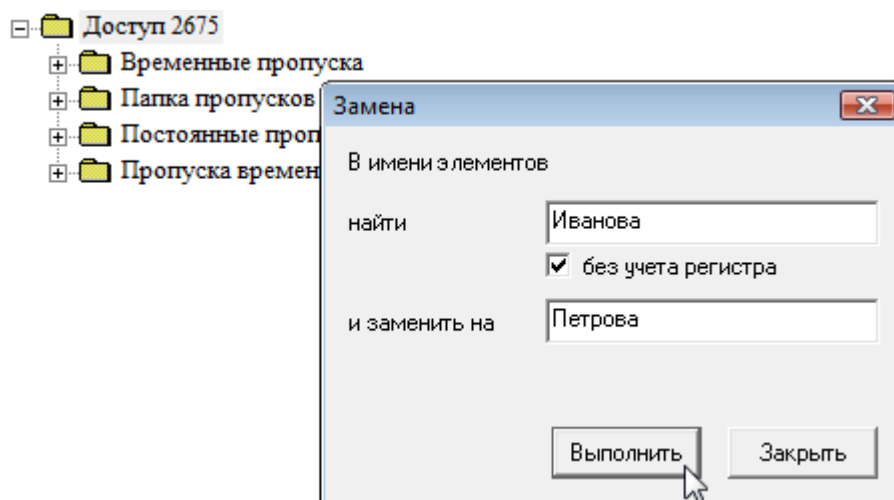 Доступ 2675
Временные пропуска
Папка пропусков
Постоянные проп
Пропуска времен
Замена
В имени элементов
найти
Иванова
без учета регистра
и заменить на
Петрова
Выполнить
Закрыть